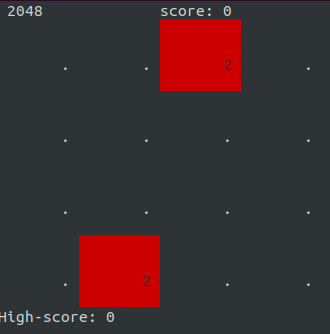 2048 score: 0
. . 2 .
. . . .
. . . .
. 2 . .
High-score: 0